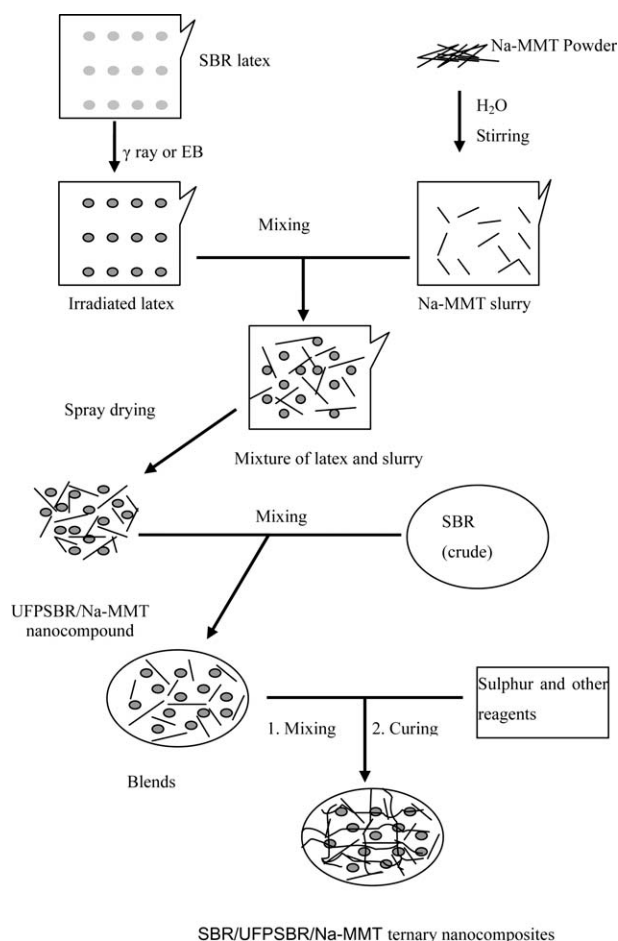 SBR latex
Na-MMT Powder
γ ray or EB
H₂O
Stirring
Mixing
Irradiated latex
Na-MMT slurry
Spray drying
Mixture of latex and slurry
Mixing
SBR
(crude)
UFPSBR/Na-MMT
nanocompound
Sulphur and other
reagents
1. Mixing
2. Curing
Blends
SBR/UFPSBR/Na-MMT ternary nanocomposites